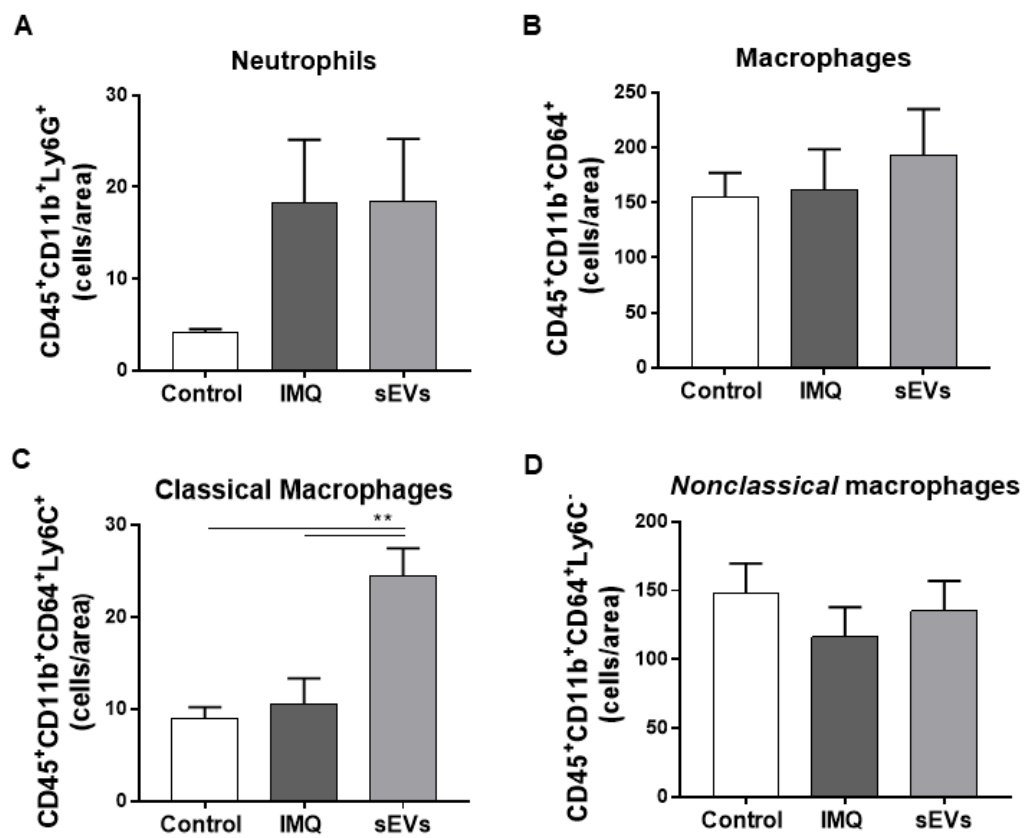 A
Neutrophils
CD45⁺CD11b⁺Ly6G⁺
(cells/area)
30
20
10
0
Control IMQ sEVs
B
Macrophages
CD45⁺CD11b⁺CD64⁺
(cells/area)
250
200
150
100
50
0
Control IMQ sEVs
C
Classical Macrophages
CD45⁺CD11b⁺CD64⁺Ly6C⁺
(cells/area)
30
20
10
0
**
Control IMQ sEVs
D
Nonclassical macrophages
CD45⁺CD11b⁺CD64⁺Ly6C⁻
(cells/area)
200
150
100
50
0
Control IMQ sEVs